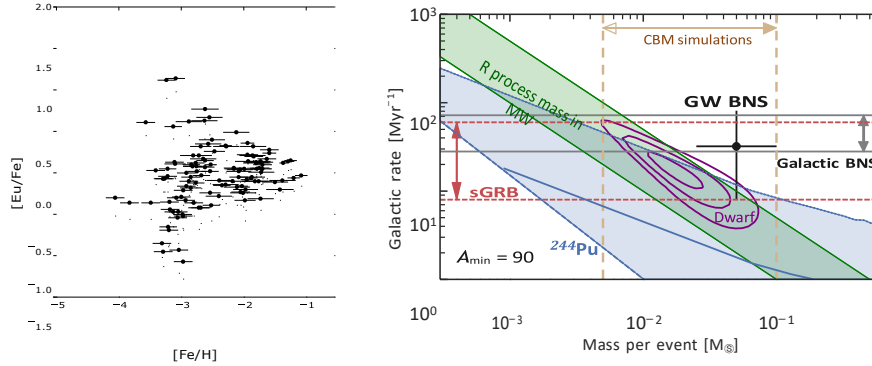 2.0
1.5
1.0
0.5
0.0
−0.5
−1.0
−1.5
[Eu/Fe]
−5
−4
−3
−2
−1
[Fe/H]
10³
10²
10¹
10⁰
Galactic rate [Myr⁻¹]
CBM simulations
R process mass in
MW
GW BNS
Galactic BNS
sGRB
Dwarf
²⁴⁴Pu
A_min = 90
10⁻³
10⁻²
10⁻¹
Mass per event [MⓈ]